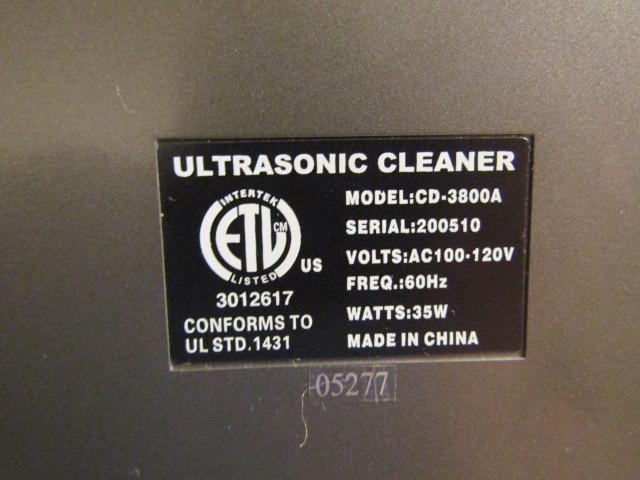 ULTRASONIC CLEANER
INTERTEK
ETL CM
LISTED
US
3012617
CONFORMS TO
UL STD.1431
MODEL:CD-3800A
SERIAL:200510
VOLTS:AC100-120V
FREQ.:60Hz
WATTS:35W
MADE IN CHINA
05277